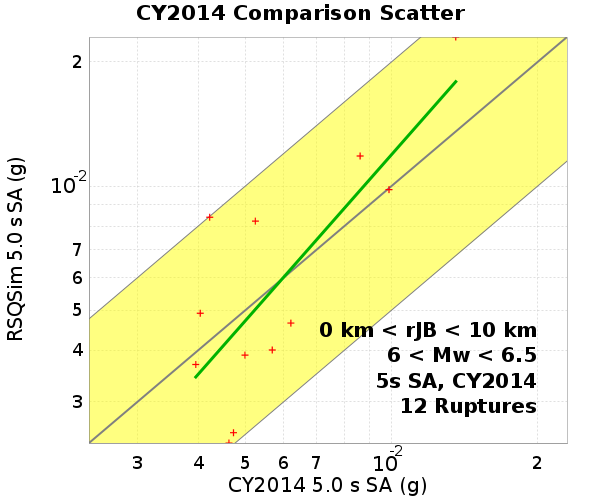 CY2014 Comparison Scatter
RSQSim 5.0 s SA (g)
2
10⁻²
7
6
5
4
3
0 km < rJB < 10 km
6 < Mw < 6.5
5s SA, CY2014
12 Ruptures
3 4 5 6 7 10⁻² 2
CY2014 5.0 s SA (g)